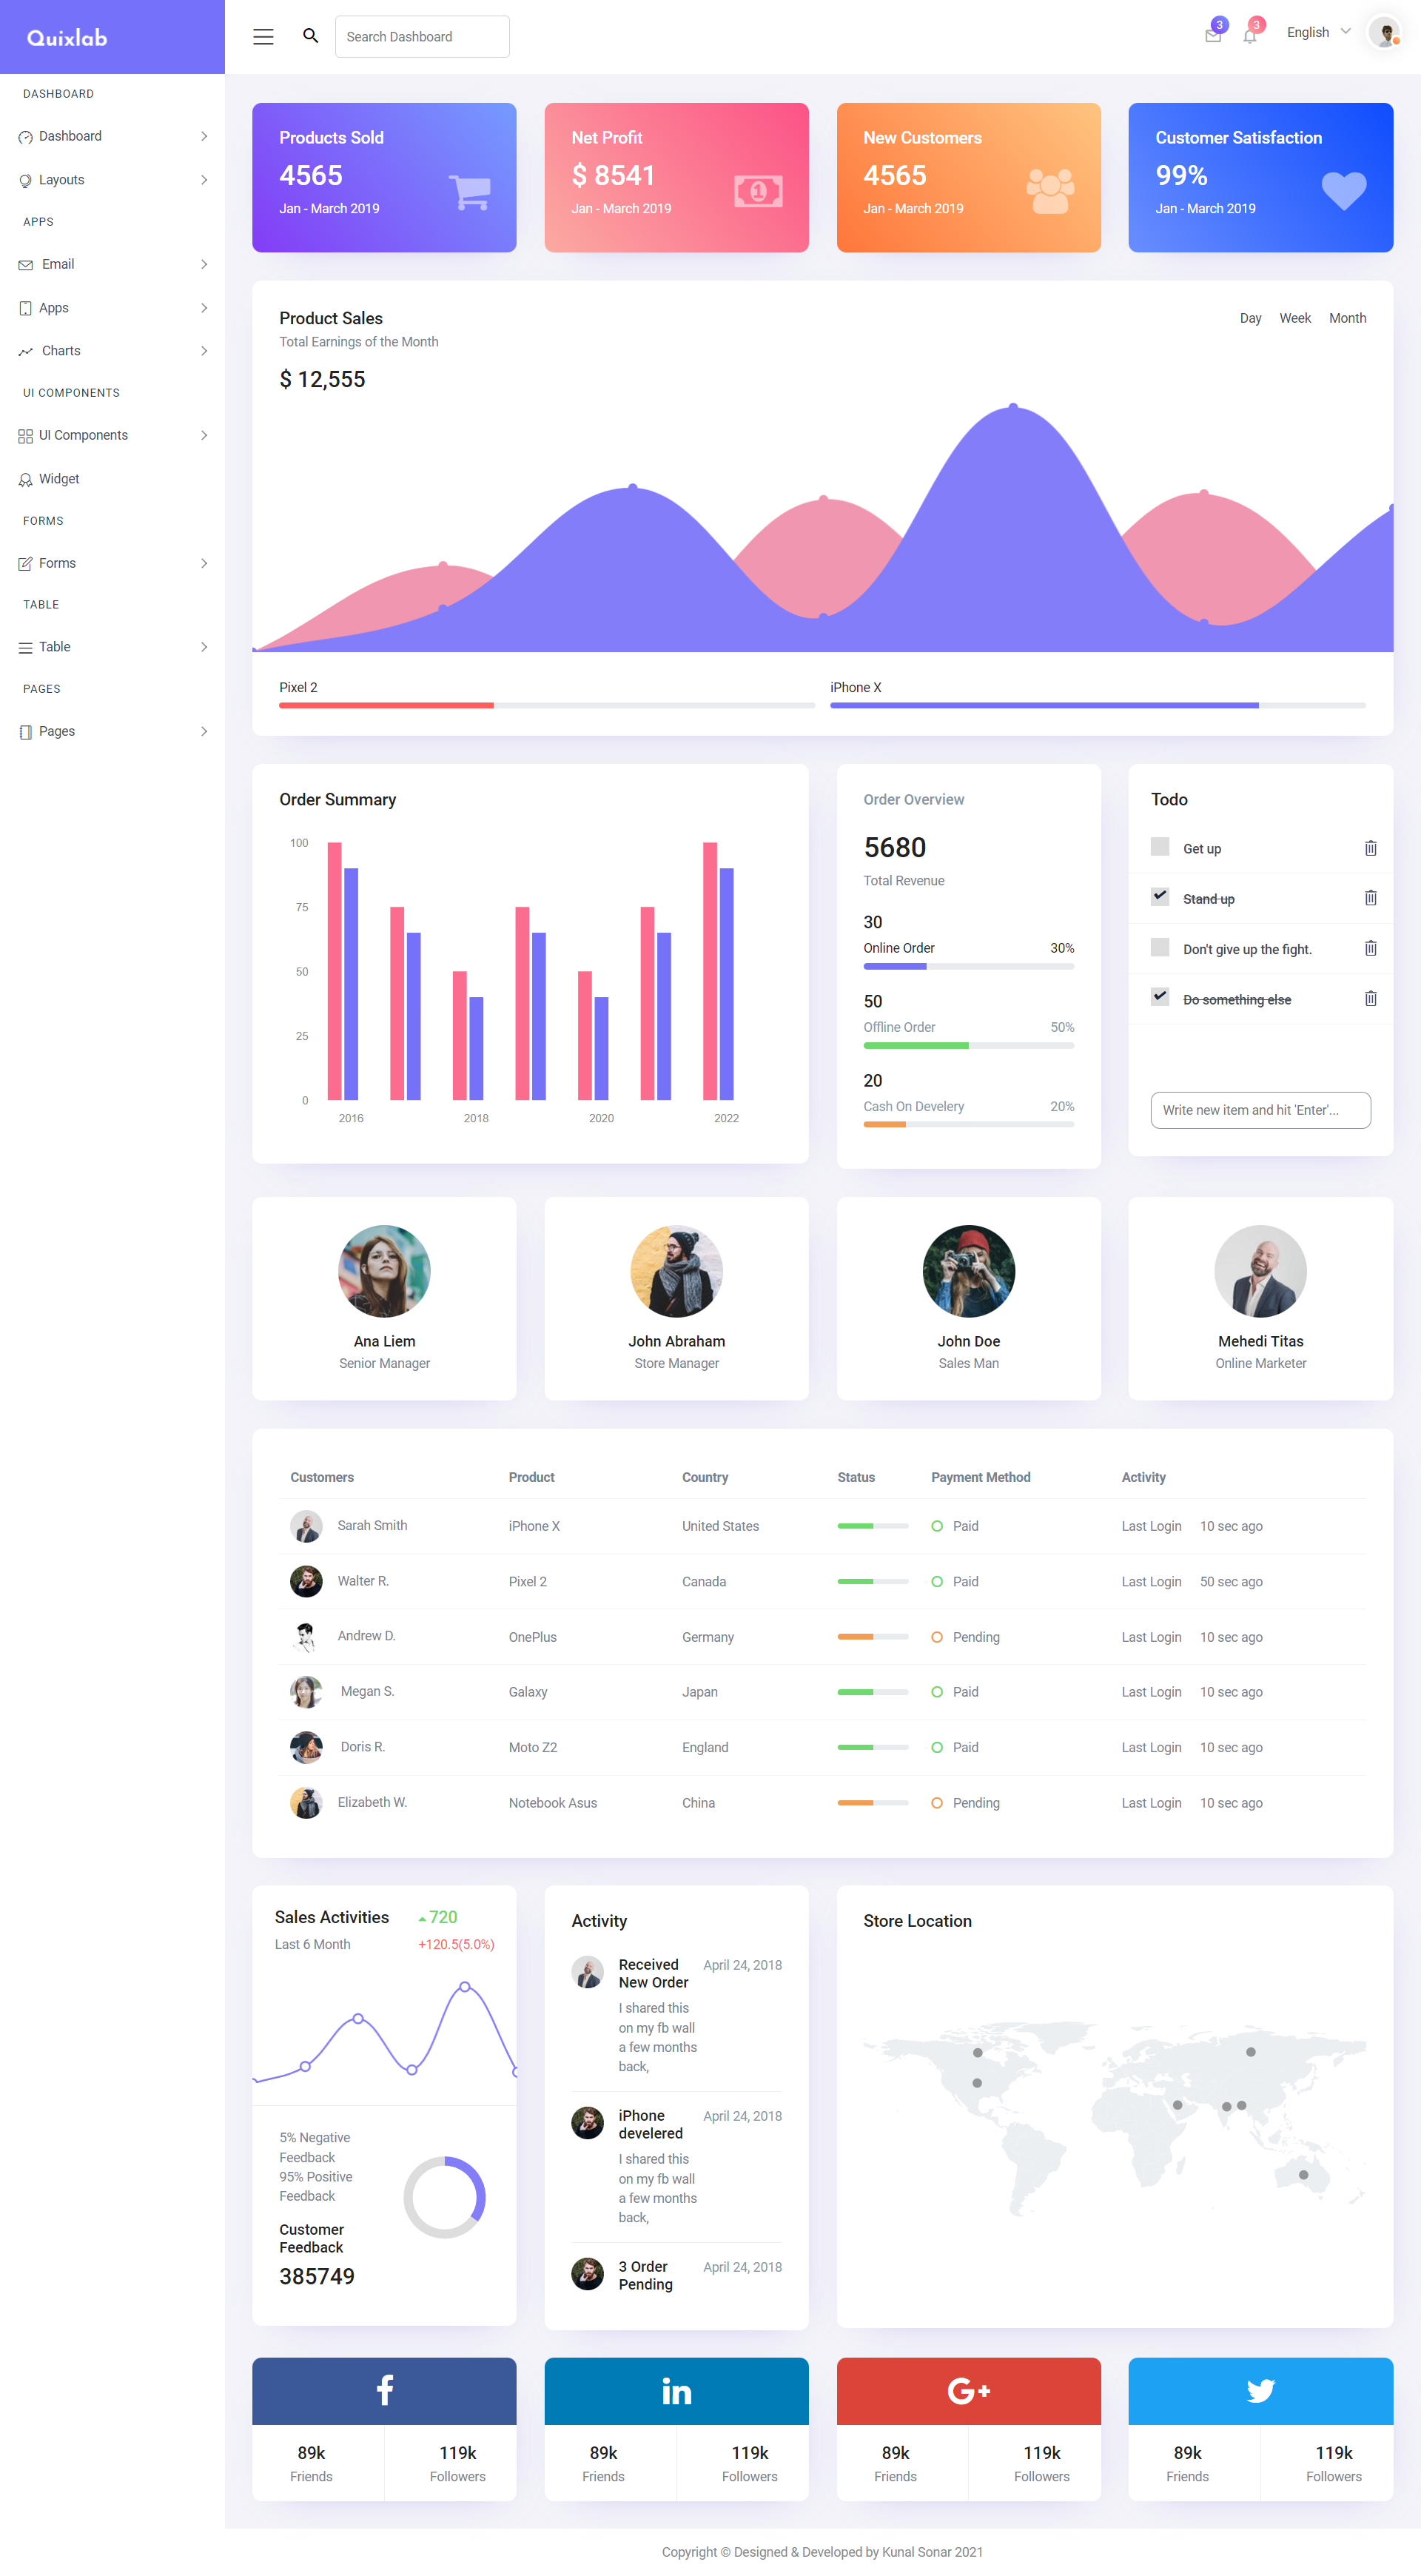 Quixlab
Search Dashboard
3
3
English
DASHBOARD
Dashboard
Layouts
APPS
Email
Apps
Charts
UI COMPONENTS
UI Components
Widget
FORMS
Forms
TABLE
Table
PAGES
Pages
Products Sold
4565
Jan - March 2019
Net Profit
$ 8541
Jan - March 2019
1
New Customers
4565
Jan - March 2019
Customer Satisfaction
99%
Jan - March 2019
Product Sales
Day Week Month
Total Earnings of the Month
$ 12,555
Pixel 2
iPhone X
Order Summary
100
75
50
25
0
2016 2018 2020 2022
Order Overview
5680
Total Revenue
30
Online Order 30%
50
Offline Order 50%
20
Cash On Develery 20%
Todo
Get up
Stand up
Don't give up the fight.
Do something else
Write new item and hit 'Enter'...
Ana Liem
Senior Manager
John Abraham
Store Manager
John Doe
Sales Man
Mehedi Titas
Online Marketer
Customers Product Country Status Payment Method Activity
Sarah Smith iPhone X United States Paid Last Login 10 sec ago
Walter R. Pixel 2 Canada Paid Last Login 50 sec ago
Andrew D. OnePlus Germany Pending Last Login 10 sec ago
Megan S. Galaxy Japan Paid Last Login 10 sec ago
Doris R. Moto Z2 England Paid Last Login 10 sec ago
Elizabeth W. Notebook Asus China Pending Last Login 10 sec ago
Sales Activities 720
Last 6 Month +120.5(5.0%)
5% Negative
Feedback
95% Positive
Feedback
Customer
Feedback
385749
Activity
Received April 24, 2018
New Order
I shared this
on my fb wall
a few months
back,
iPhone April 24, 2018
develered
I shared this
on my fb wall
a few months
back,
3 Order April 24, 2018
Pending
Store Location
f
in
G+
89k 119k
Friends Followers
89k 119k
Friends Followers
89k 119k
Friends Followers
89k 119k
Friends Followers
Copyright © Designed & Developed by Kunal Sonar 2021